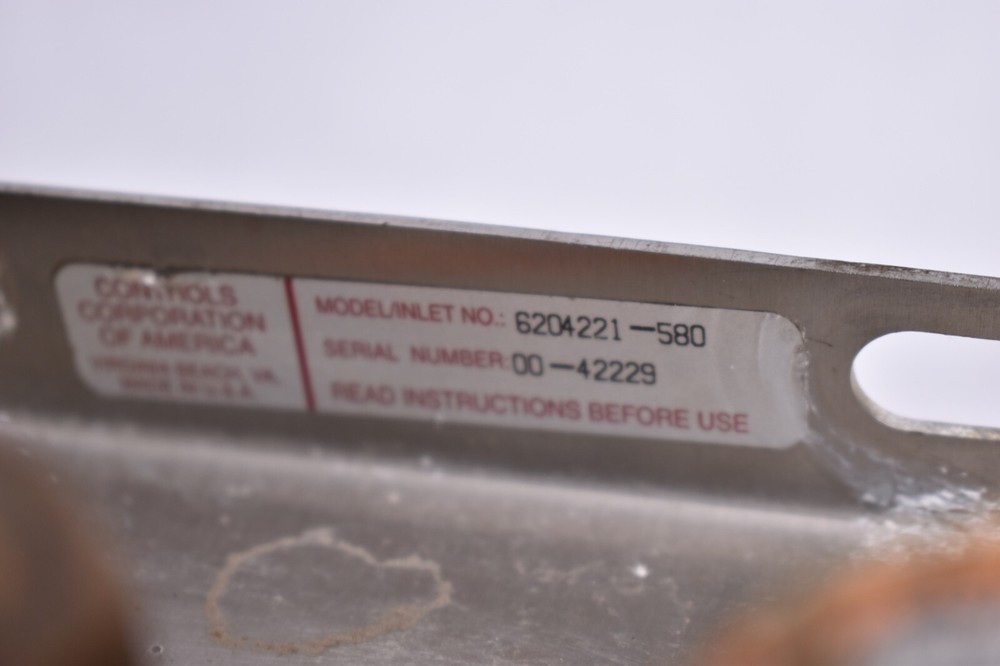 CONTROLS
CORPORATION
OF AMERICA
VIRGINIA BEACH, VA.
MADE IN U.S.A.
MODEL/INLET NO.: 6204221-580
SERIAL NUMBER: 00-42229
READ INSTRUCTIONS BEFORE USE